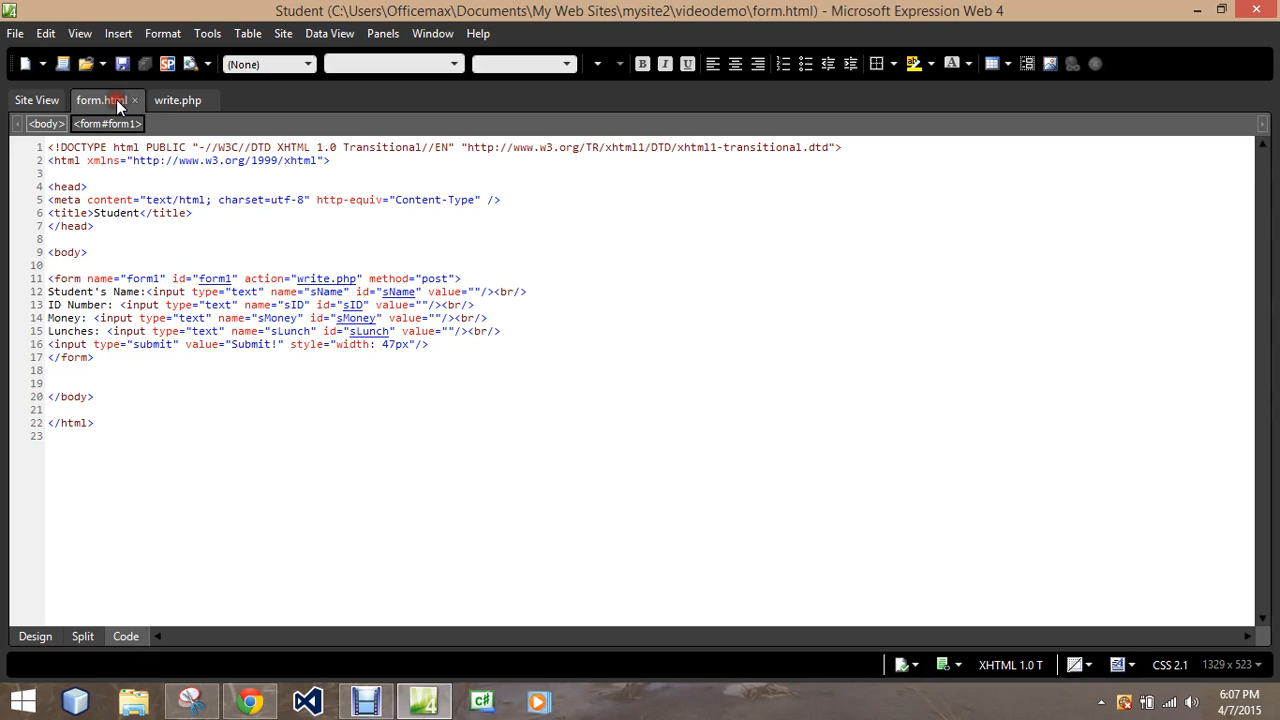 Student (C:\Users\Officemax\Documents\My Web Sites\mysite2\videodemo\form.html) - Microsoft Expression Web 4
File Edit View Insert Format Tools Table Site Data View Panels Window Help
(None)
Site View form.html × write.php
<body> <form#form1>
1 <!DOCTYPE html PUBLIC "-//W3C//DTD XHTML 1.0 Transitional//EN" "http://www.w3.org/TR/xhtml1/DTD/xhtml1-transitional.dtd">
2 <html xmlns="http://www.w3.org/1999/xhtml">
3
4 <head>
5 <meta content="text/html; charset=utf-8" http-equiv="Content-Type" />
6 <title>Student</title>
7 </head>
8
9 <body>
10
11 <form name="form1" id="form1" action="write.php" method="post">
12 Student's Name:<input type="text" name="sName" id="sName" value=""/><br/>
13 ID Number: <input type="text" name="sID" id="sID" value=""/><br/>
14 Money: <input type="text" name="sMoney" id="sMoney" value=""/><br/>
15 Lunches: <input type="text" name="sLunch" id="sLunch" value=""/><br/>
16 <input type="submit" value="Submit!" style="width: 47px"/>
17 </form>
18
19
20 </body>
21
22 </html>
23
Design Split Code
XHTML 1.0 T CSS 2.1 1329 x 523
6:07 PM
4/7/2015